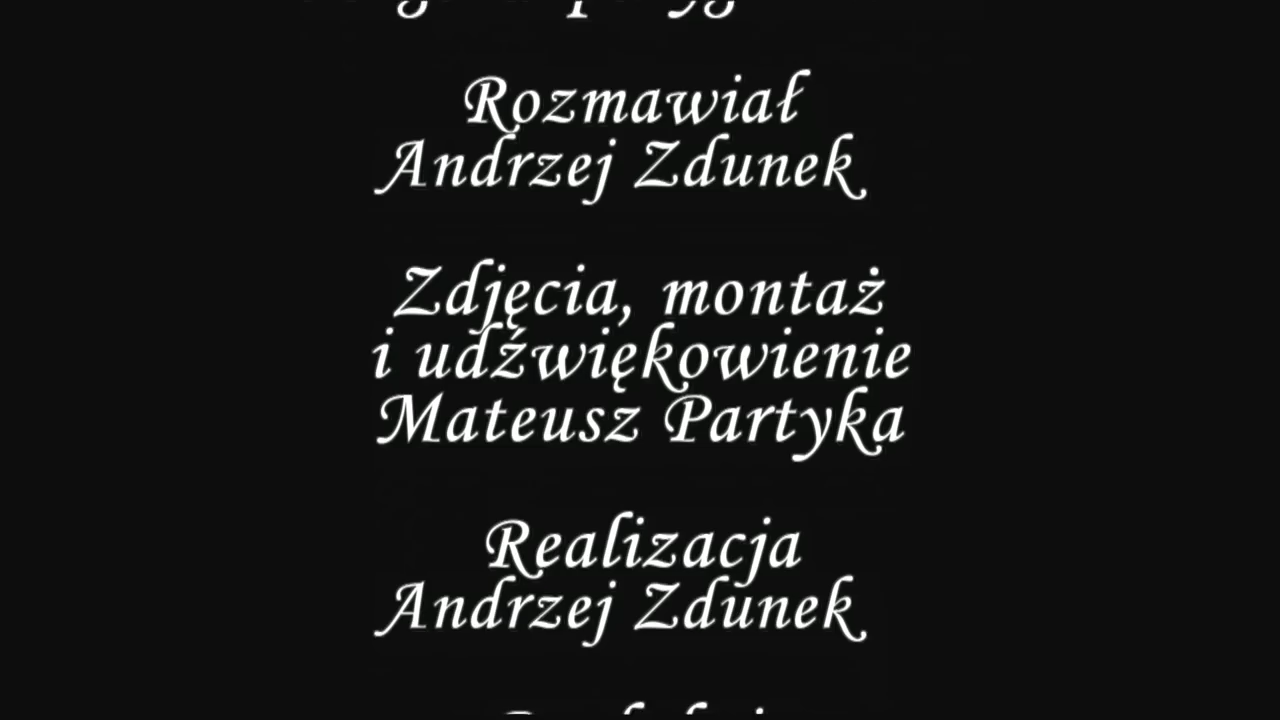 Rozmawiał
Andrzej Zdunek
Zdjęcia, montaż
i udźwiękowienie
Mateusz Partyka
Realizacja
Andrzej Zdunek